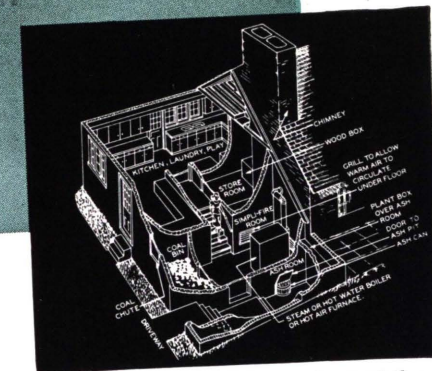 CHIMNEY
WOOD BOX
GRILL TO ALLOW
WARM AIR TO
CIRCULATE
UNDER FLOOR
PLANT BOX
OVER ASH
ROOM
DOOR TO
ASH PIT
ASH CAN
KITCHEN, LAUNDRY, PLAY
STORE
ROOM
SIMPLI-FIRE
ROOM
COAL
BIN
ASH ROOM
COAL
CHUTE
DRIVEWAY
STEAM OR HOT WATER BOILER
OR HOT AIR FURNACE.